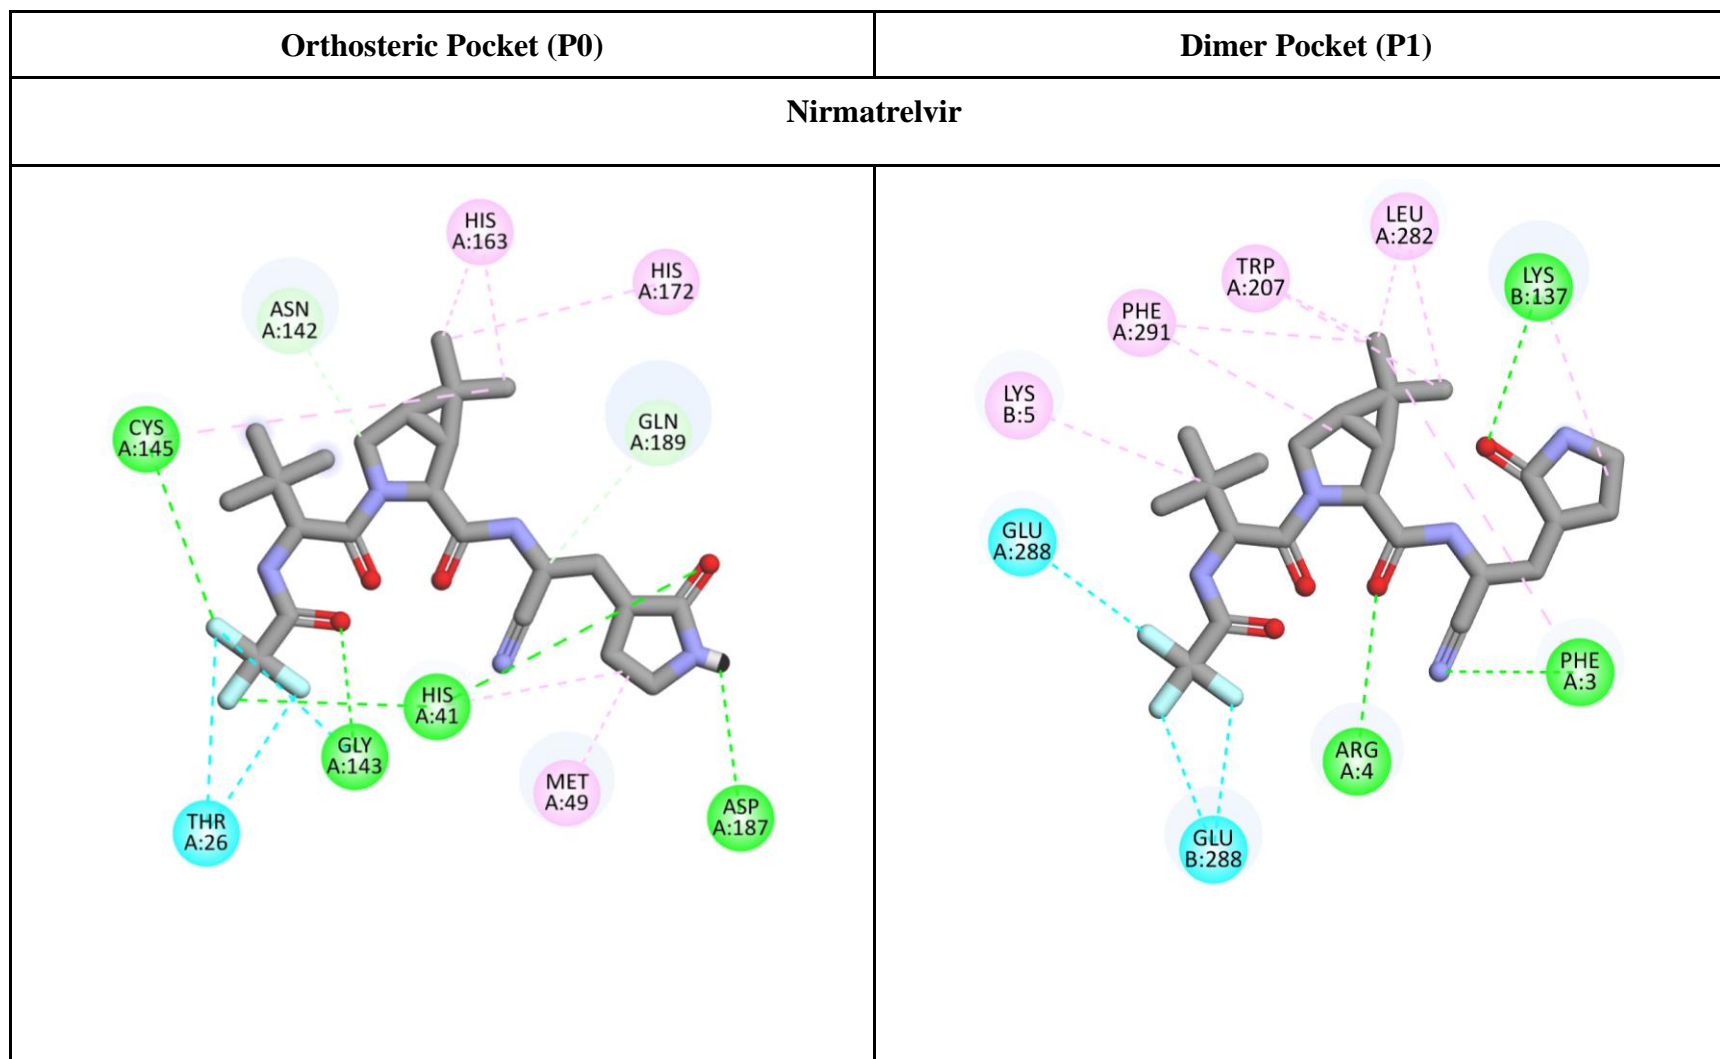 Orthosteric Pocket (P0)
Dimer Pocket (P1)
Nirmatrelvir
HIS
A:163
HIS
A:172
ASN
A:142
GLN
A:189
CYS
A:145
HIS
A:41
GLY
A:143
MET
A:49
ASP
A:187
THR
A:26
LEU
A:282
TRP
A:207
LYS
B:137
PHE
A:291
LYS
B:5
GLU
A:288
PHE
A:3
ARG
A:4
GLU
B:288